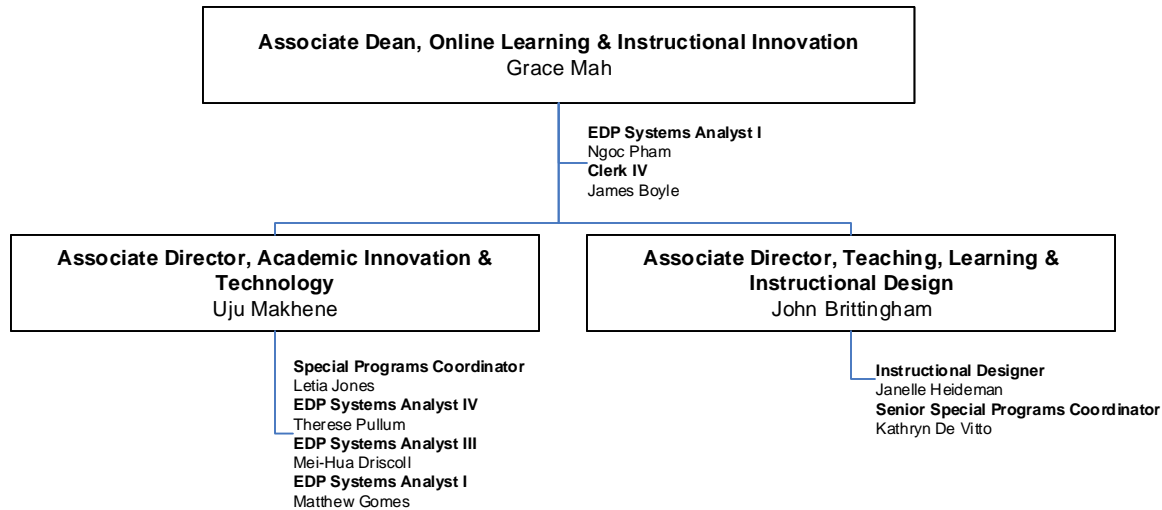 Associate Dean, Online Learning & Instructional Innovation
Grace Mah
EDP Systems Analyst I
Ngoc Pham
Clerk IV
James Boyle
Associate Director, Academic Innovation &
Technology
Uju Makhene
Associate Director, Teaching, Learning &
Instructional Design
John Brittingham
Special Programs Coordinator
Letia Jones
EDP Systems Analyst IV
Therese Pullum
EDP Systems Analyst III
Mei-Hua Driscoll
EDP Systems Analyst I
Matthew Gomes
Instructional Designer
Janelle Heideman
Senior Special Programs Coordinator
Kathryn De Vitto